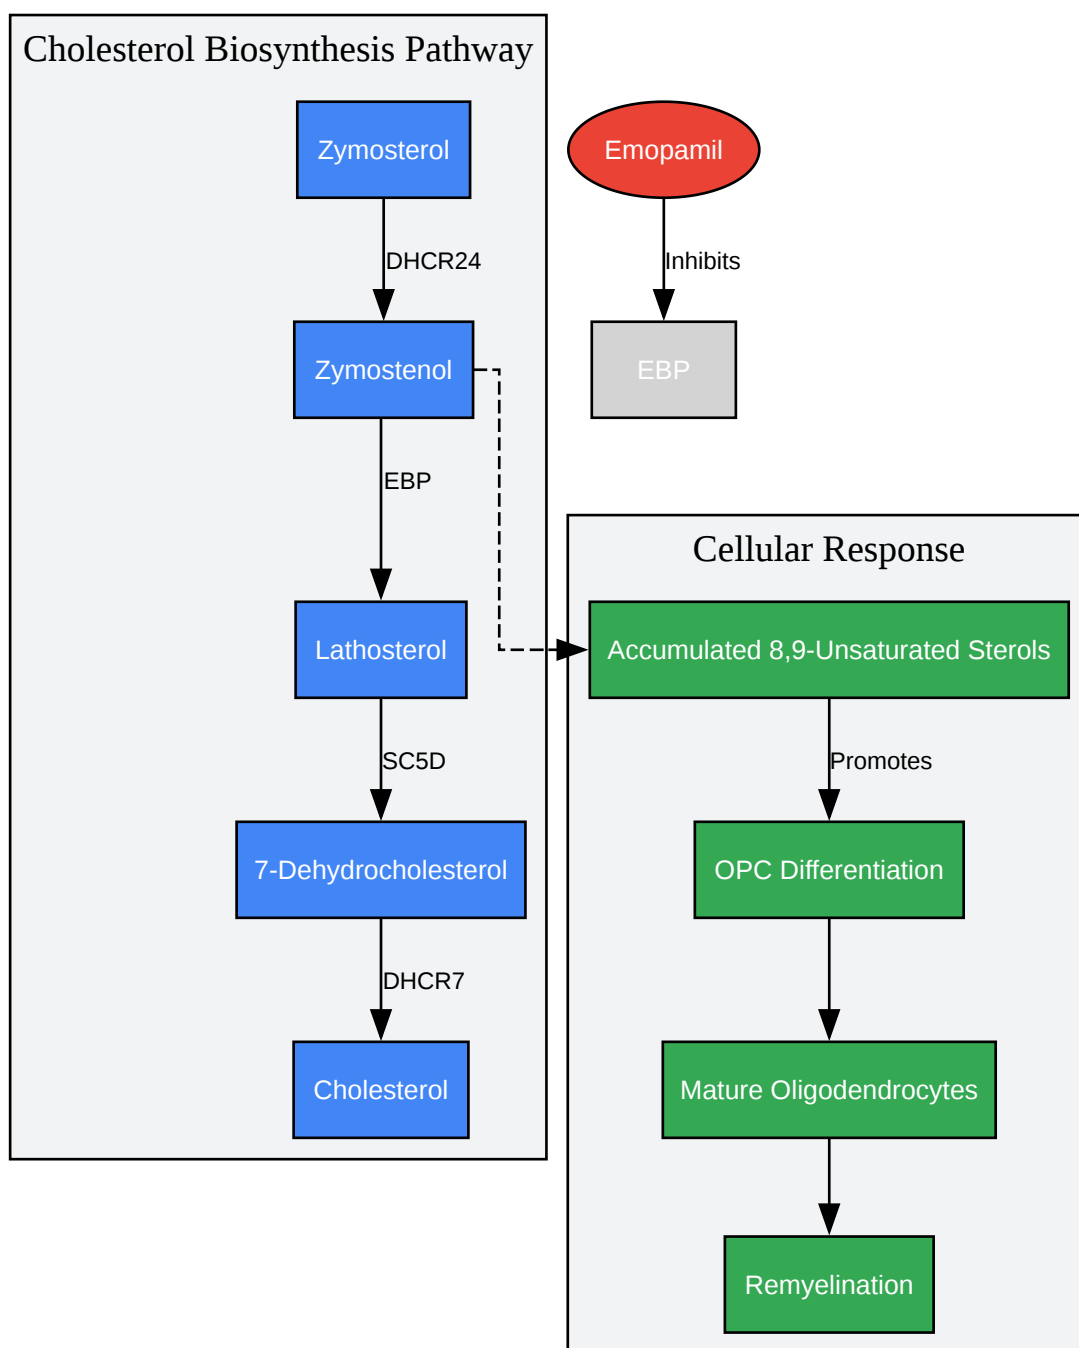 Cholesterol Biosynthesis Pathway
Zymosterol
DHCR24
Zymostenol
EBP
Lathosterol
SC5D
7-Dehydrocholesterol
DHCR7
Cholesterol
Emopamil
Inhibits
EBP
Cellular Response
Accumulated 8,9-Unsaturated Sterols
Promotes
OPC Differentiation
Mature Oligodendrocytes
Remyelination